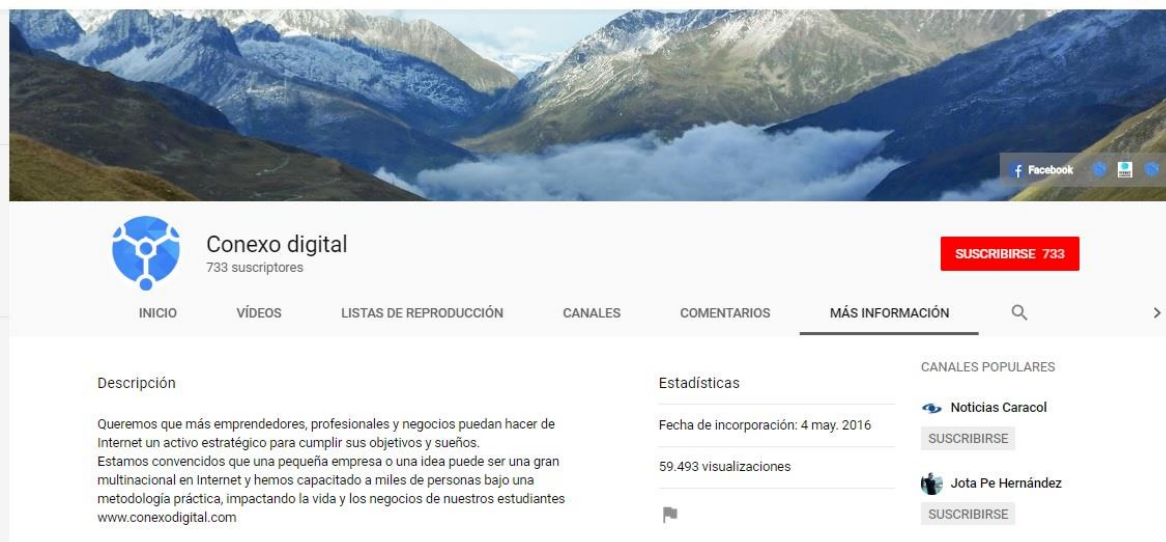 Facebook
Conexo digital
733 suscriptores
SUSCRIBIRSE 733
INICIO VÍDEOS LISTAS DE REPRODUCCIÓN CANALES COMENTARIOS MÁS INFORMACIÓN
Descripción
Queremos que más emprendedores, profesionales y negocios puedan hacer de
Internet un activo estratégico para cumplir sus objetivos y sueños.
Estamos convencidos que una pequeña empresa o una idea puede ser una gran
multinacional en Internet y hemos capacitado a miles de personas bajo una
metodología práctica, impactando la vida y los negocios de nuestros estudiantes
www.conexodigital.com
Estadísticas
Fecha de incorporación: 4 may. 2016
59.493 visualizaciones
CANALES POPULARES
Noticias Caracol
SUSCRIBIRSE
Jota Pe Hernández
SUSCRIBIRSE